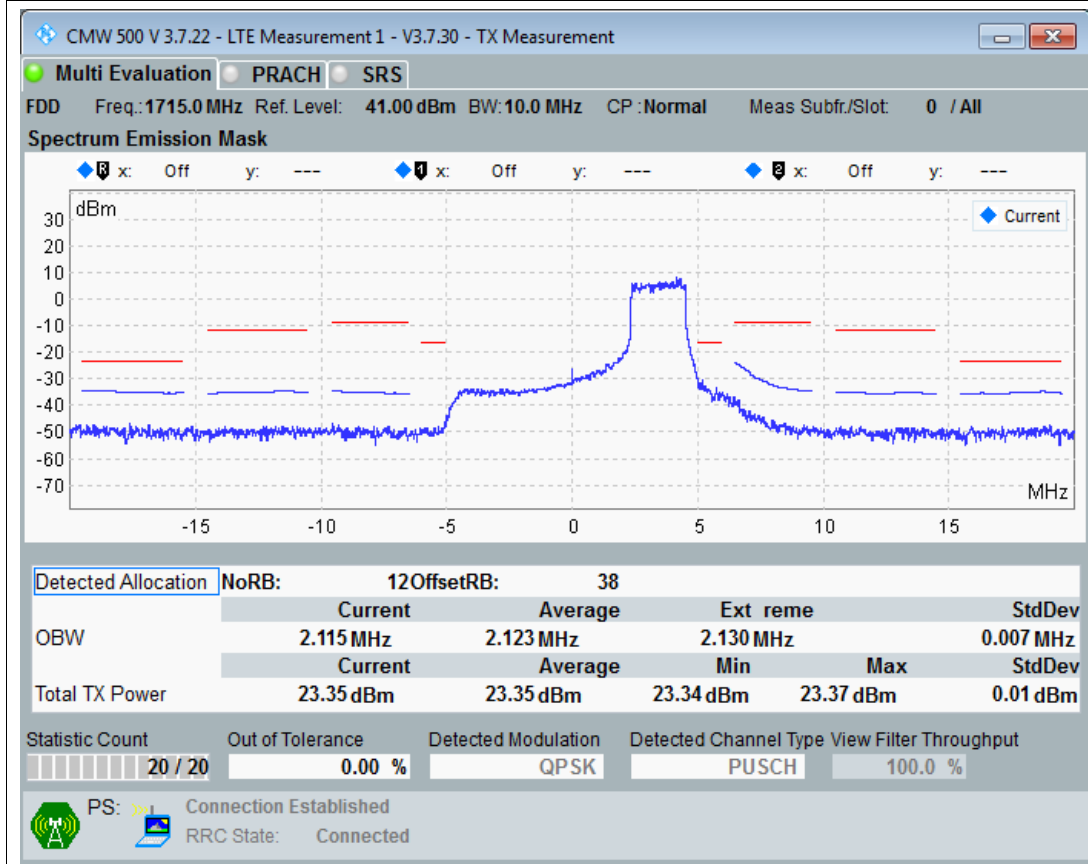 CMW 500 V 3.7.22 - LTE Measurement 1 - V3.7.30 - TX Measurement
Multi Evaluation PRACH SRS
FDD Freq.: 1715.0 MHz Ref. Level: 41.00 dBm BW: 10.0 MHz CP : Normal Meas Subfr./Slot: 0 / All
Spectrum Emission Mask
R x: Off y: --- 1 x: Off y: --- 2 x: Off y: ---
dBm
Current
30
20
10
0
-10
-20
-30
-40
-50
-60
-70
MHz
-15 -10 -5 0 5 10 15
Detected Allocation NoRB: 12 OffsetRB: 38
Current Average Ext reme StdDev
OBW 2.115 MHz 2.123 MHz 2.130 MHz 0.007 MHz
Current Average Min Max StdDev
Total TX Power 23.35 dBm 23.35 dBm 23.34 dBm 23.37 dBm 0.01 dBm
Statistic Count Out of Tolerance Detected Modulation Detected Channel Type View Filter Throughput
20 / 20 0.00 % QPSK PUSCH 100.0 %
PS: Connection Established
RRC State: Connected